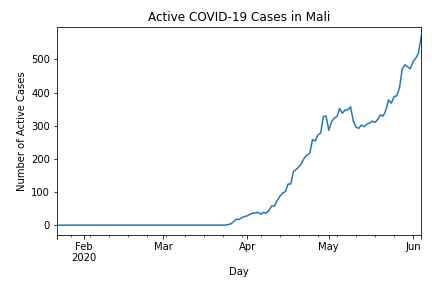 Active COVID-19 Cases in Mali
Number of Active Cases
500
400
300
200
100
0
Feb
2020
Mar
Apr
May
Jun
Day